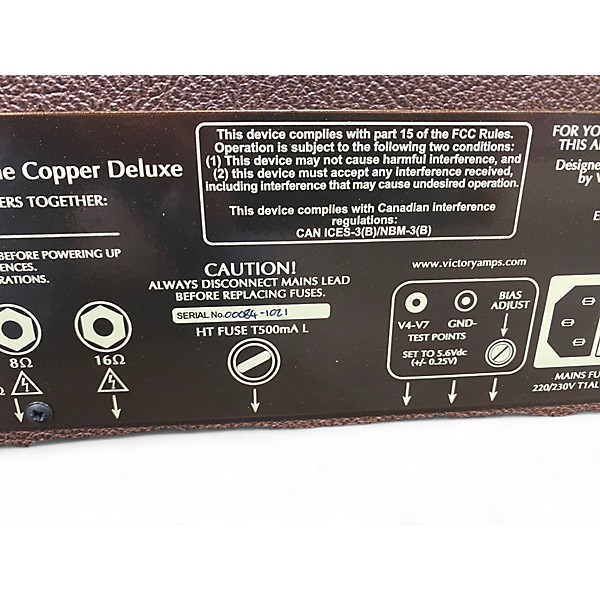 This device complies with part 15 of the FCC Rules.
Operation is subject to the following two conditions:
(1) This device may not cause harmful interference, and
(2) this device must accept any interference received,
including interference that may cause undesired operation.
This device complies with Canadian interference
regulations:
CAN ICES-3(B)/NBM-3(B)
FOR YO
THIS A
Designe
by V
E
e Copper Deluxe
ERS TOGETHER:
BEFORE POWERING UP
ENCES.
RATIONS.
CAUTION!
ALWAYS DISCONNECT MAINS LEAD
BEFORE REPLACING FUSES.
SERIAL No. 00084-1021
HT FUSE T500mA L
www.victoryamps.com
V4-V7
GND-
BIAS
ADJUST
TEST POINTS
SET TO 5.6Vdc
(+/- 0.25V)
8Ω
16Ω
Ω
MAINS FU
220/230V T1AL